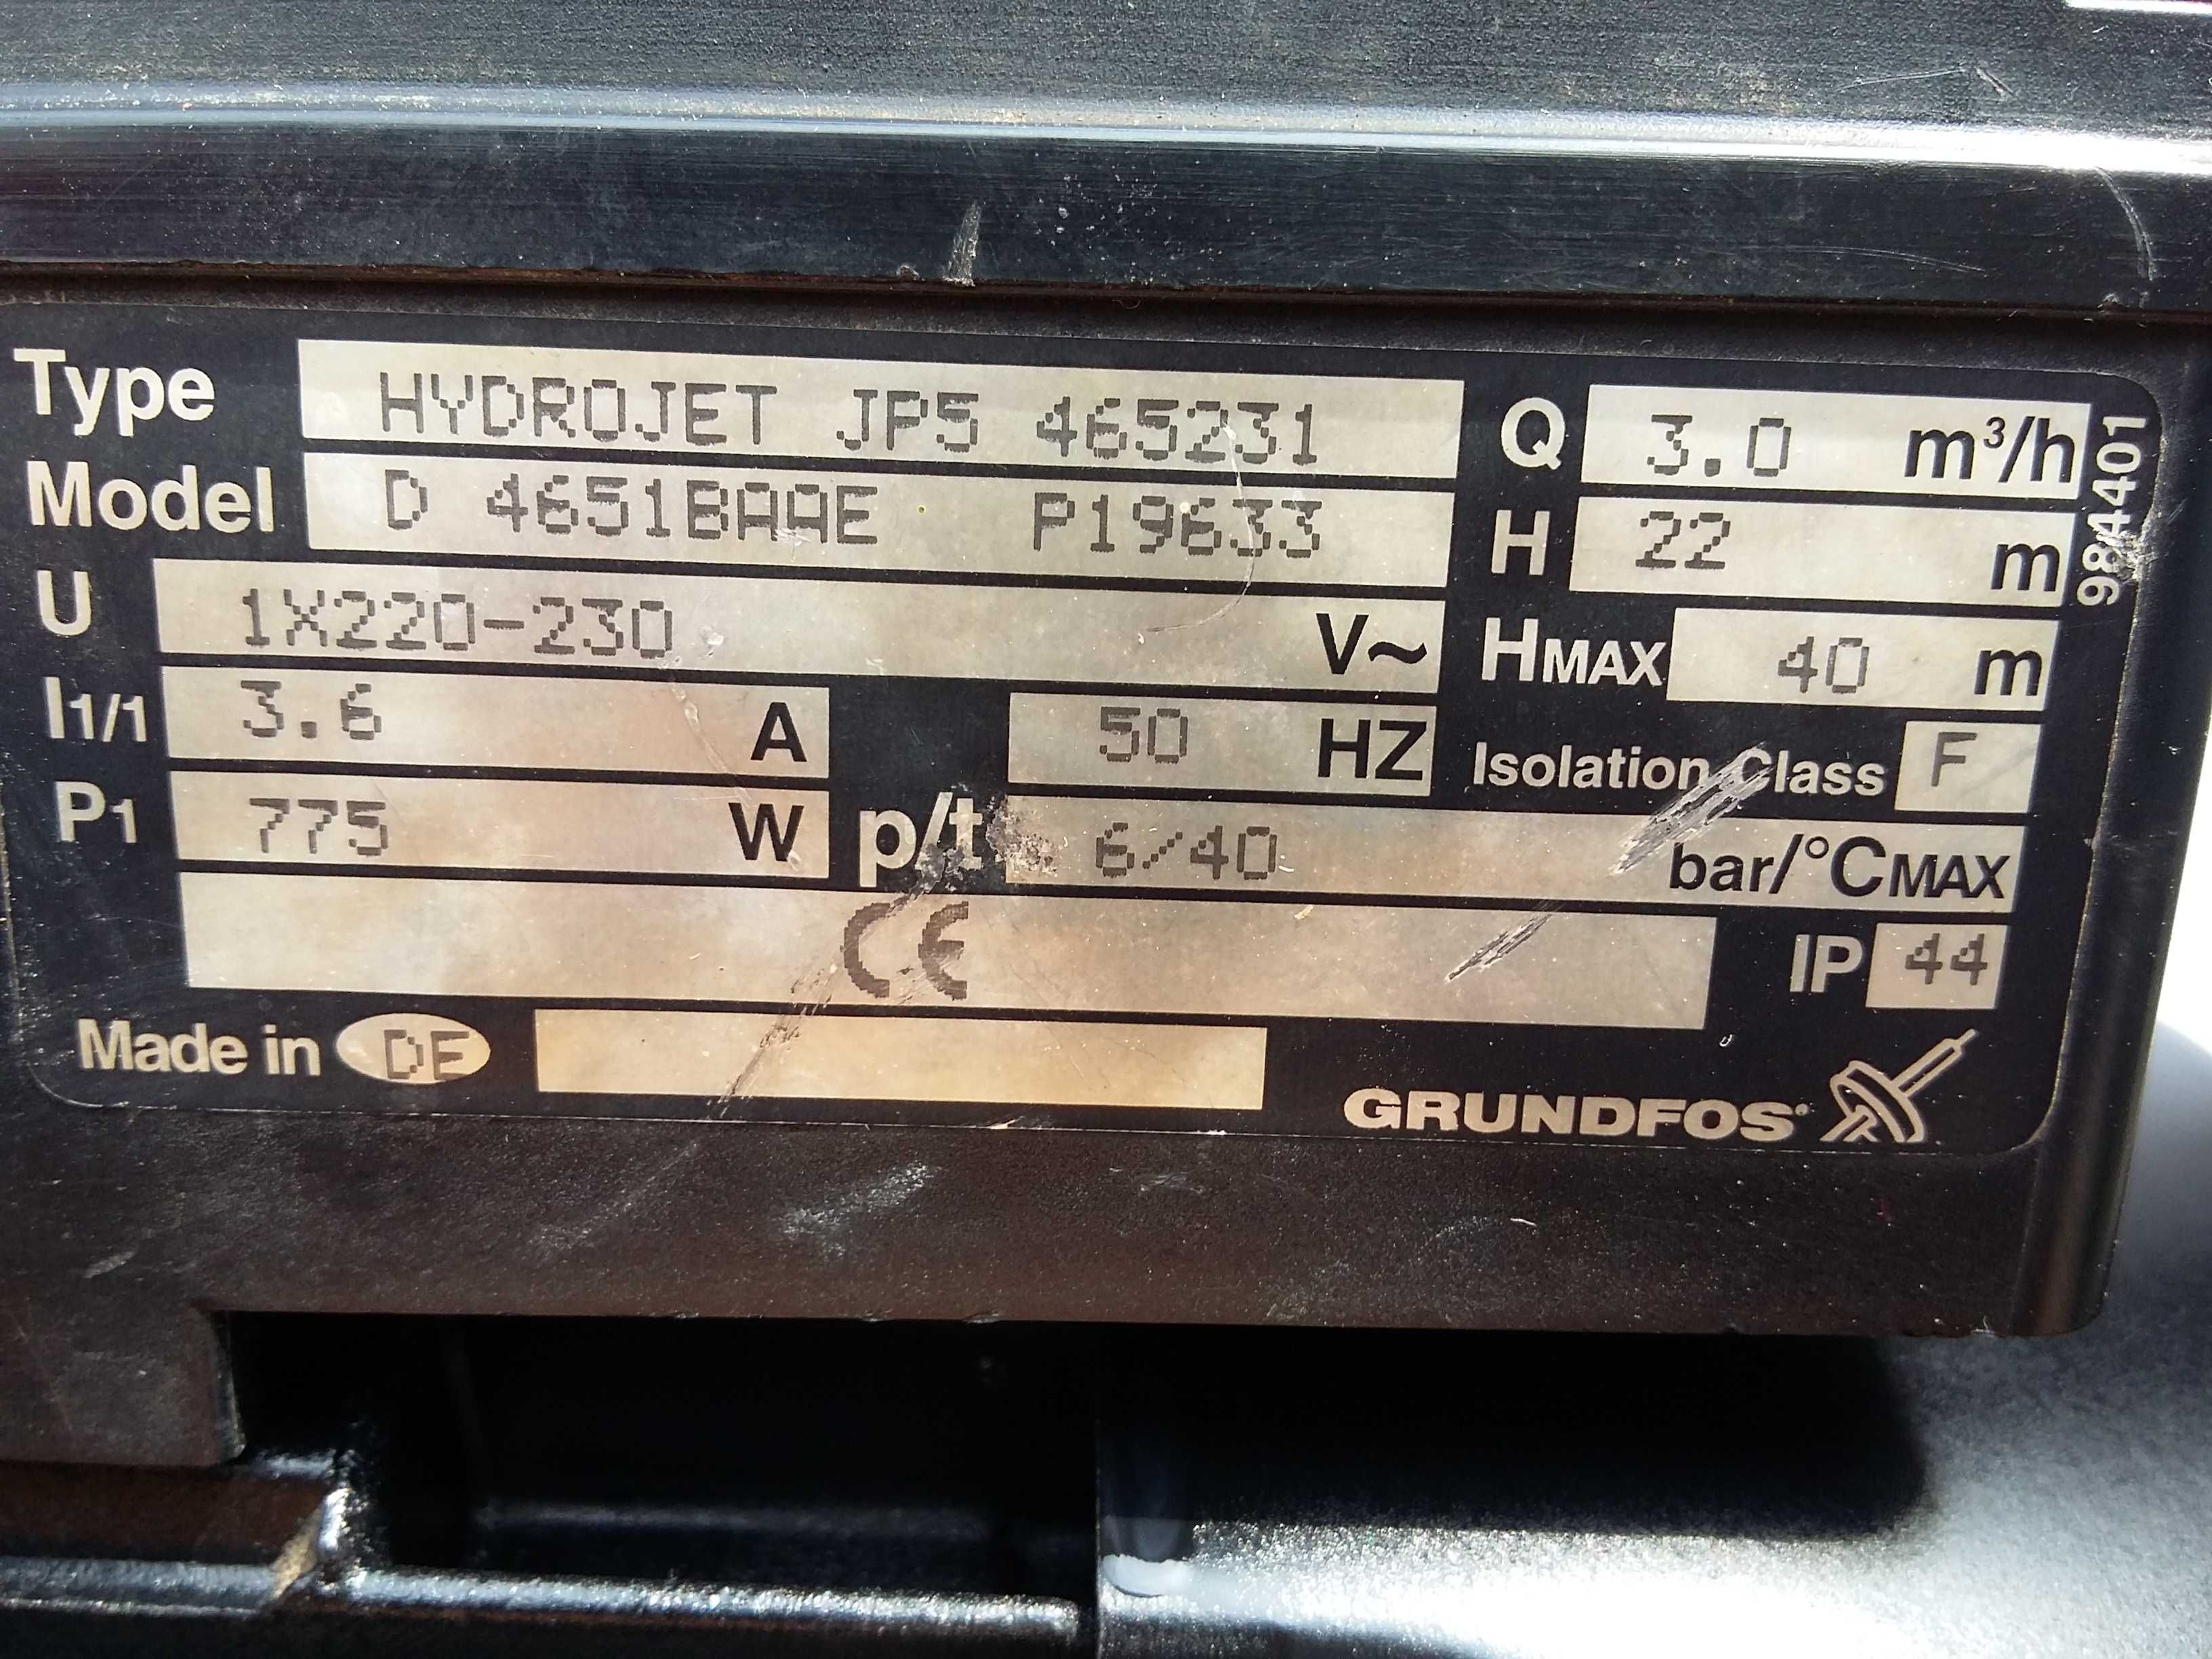 Type HYDROJET JP5 465231 Q 3.0 m³/h
Model D 4651BAAE P19633 H 22 m
U 1X220-230 V~ HMAX 40 m
I1/1 3.6 A 50 HZ Isolation Class F
P1 775 W p/t 6/40 bar/°CMAX
CE IP 44
Made in DE GRUNDFOS
984401